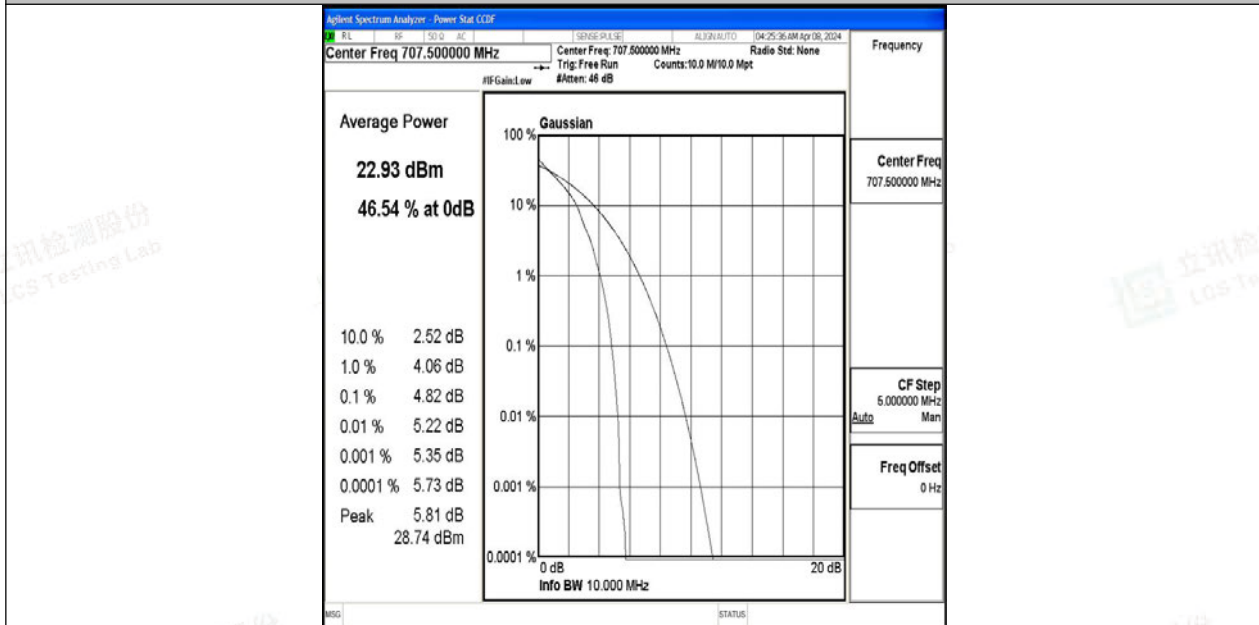 Agilent Spectrum Analyzer - Power Stat CCDF
RL RF 50 Ω AC SENSE:PULSE ALIGN AUTO 04:25:36 AM Apr 08, 2024
Center Freq 707.500000 MHz
Center Freq: 707.500000 MHz Radio Std: None
Trig: Free Run Counts:10.0 M/10.0 Mpt
#IFGain:Low #Atten: 46 dB
Frequency
Average Power
22.93 dBm
46.54 % at 0dB
10.0 % 2.52 dB
1.0 % 4.06 dB
0.1 % 4.82 dB
0.01 % 5.22 dB
0.001 % 5.35 dB
0.0001 % 5.73 dB
Peak 5.81 dB
28.74 dBm
Gaussian
100 %
10 %
1 %
0.1 %
0.01 %
0.001 %
0.0001 %
0 dB 20 dB
Info BW 10.000 MHz
Center Freq
707.500000 MHz
CF Step
5.000000 MHz
Auto Man
Freq Offset
0 Hz
MSG STATUS
立讯检测股份
LCS Testing Lab
立讯检
LCS Te